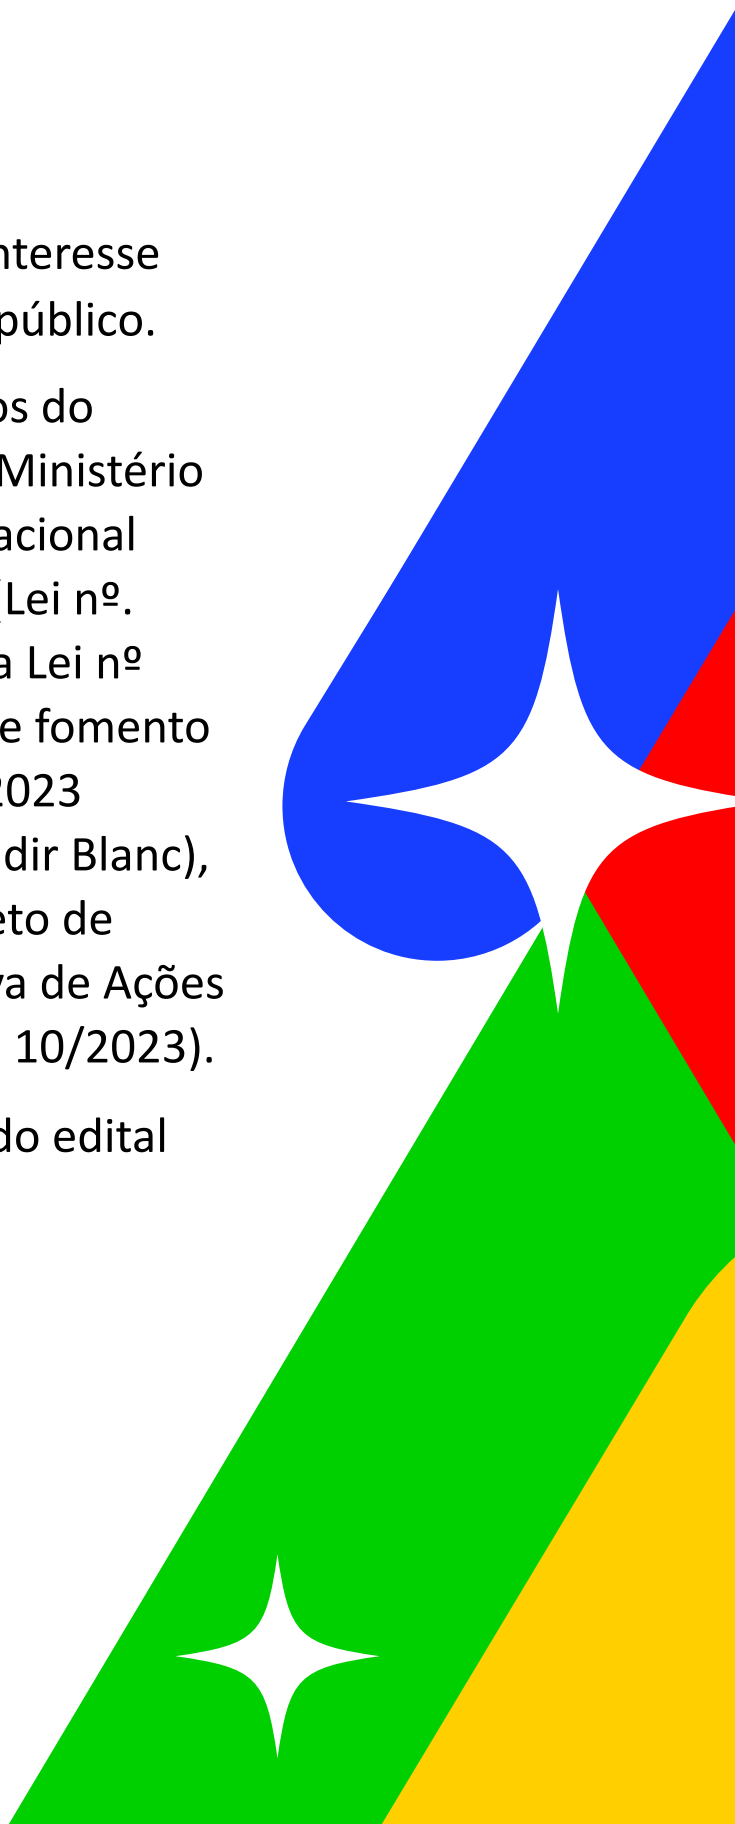 nteresse
público.
os do
Ministério
acional
(Lei nº.
a Lei nº
e fomento
2023
dir Blanc),
eto de
va de Ações
10/2023).
do edital